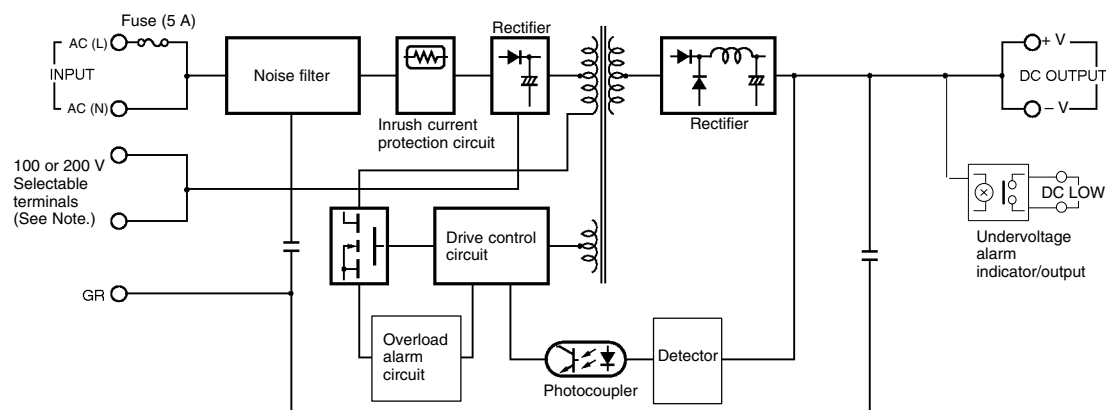 Fuse (5 A)
AC (L)
INPUT
AC (N)
Noise filter
Inrush current
protection circuit
Rectifier
Rectifier
+ V
DC OUTPUT
– V
100 or 200 V
Selectable
terminals
(See Note.)
DC LOW
Undervoltage
alarm
indicator/output
Drive control
circuit
GR
Overload
alarm
circuit
Photocoupler
Detector